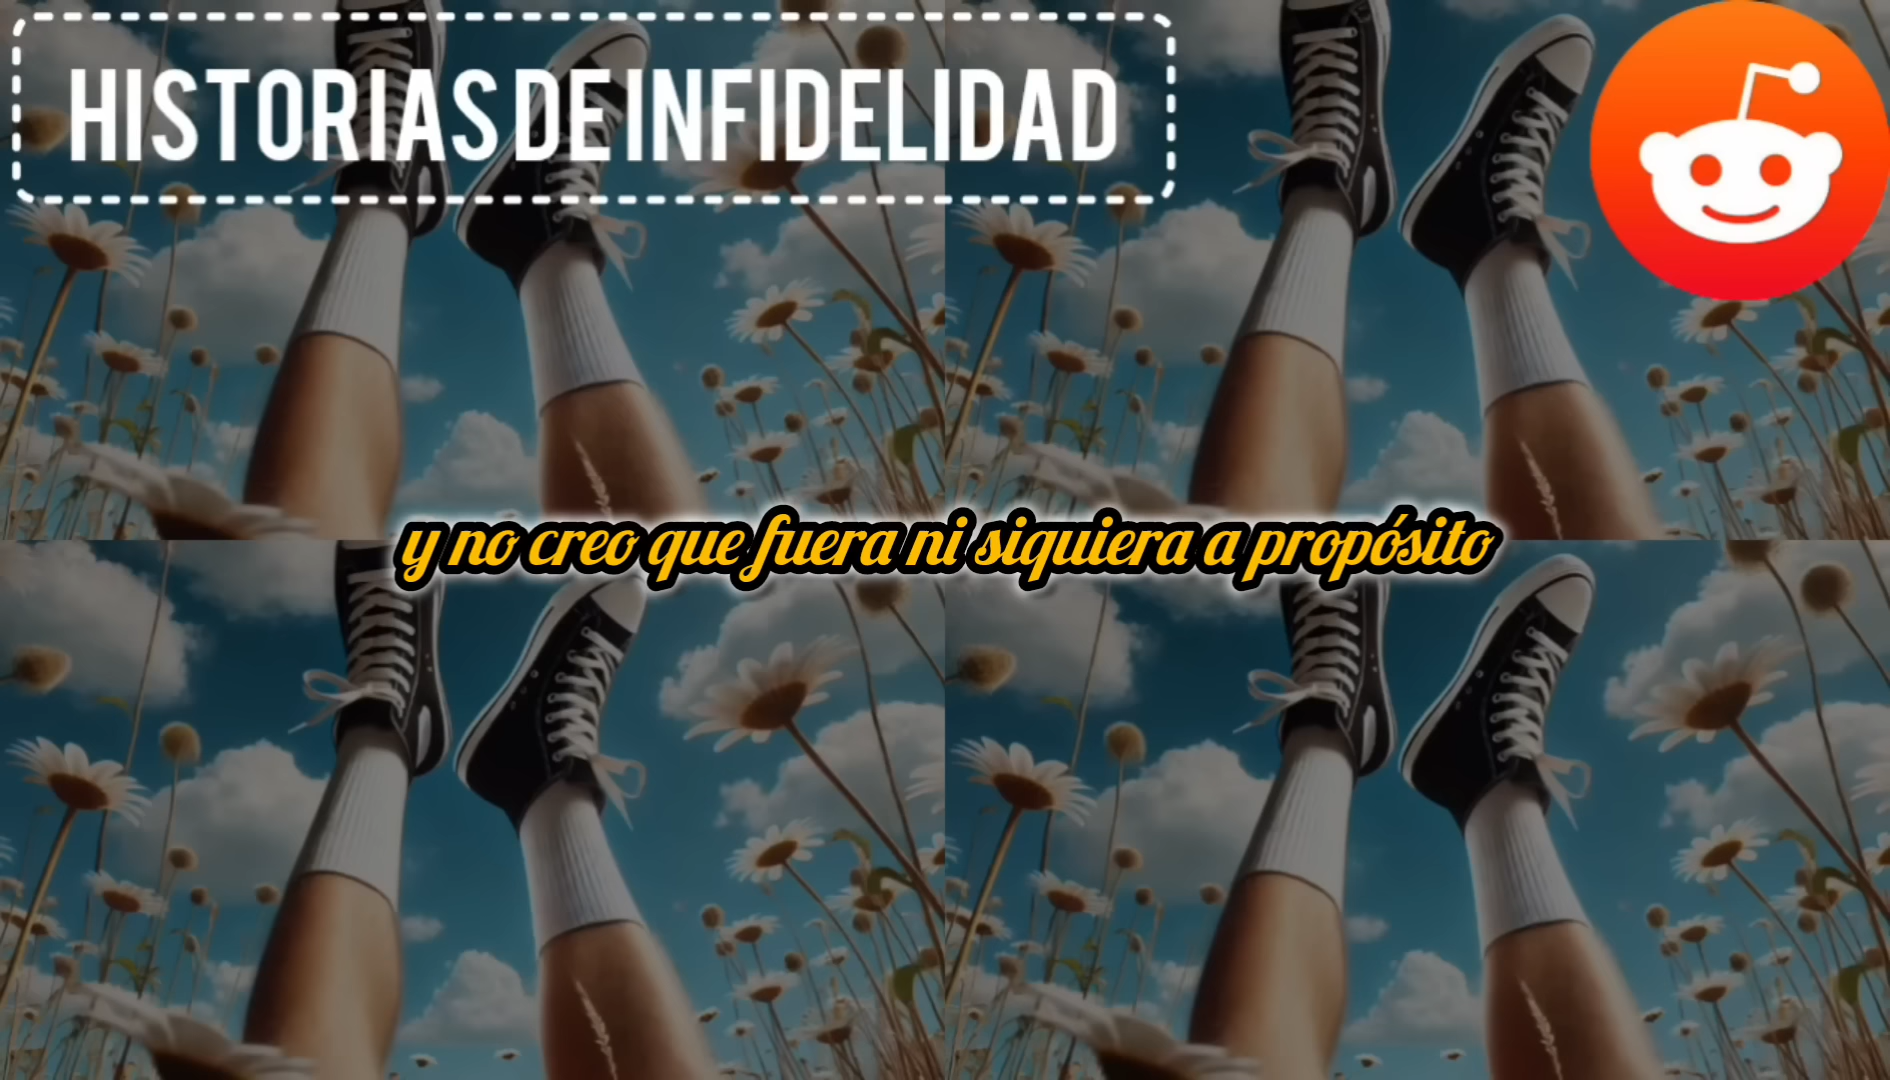 HISTORIAS DE INFIDELIDAD
y no creo que fuera ni siquiera a propósito